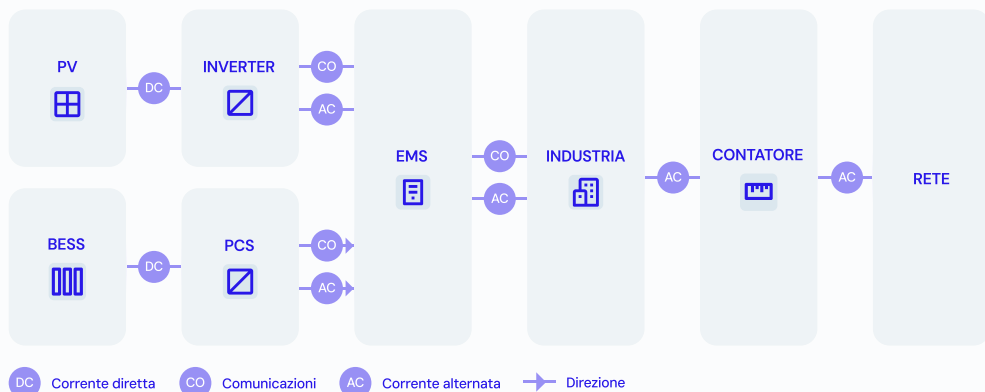 PV
DC
INVERTER
CO
AC
EMS
CO
AC
INDUSTRIA
AC
CONTATORE
AC
RETE
BESS
DC
PCS
CO
AC
DC Corrente diretta
CO Comunicazioni
AC Corrente alternata
Direzione